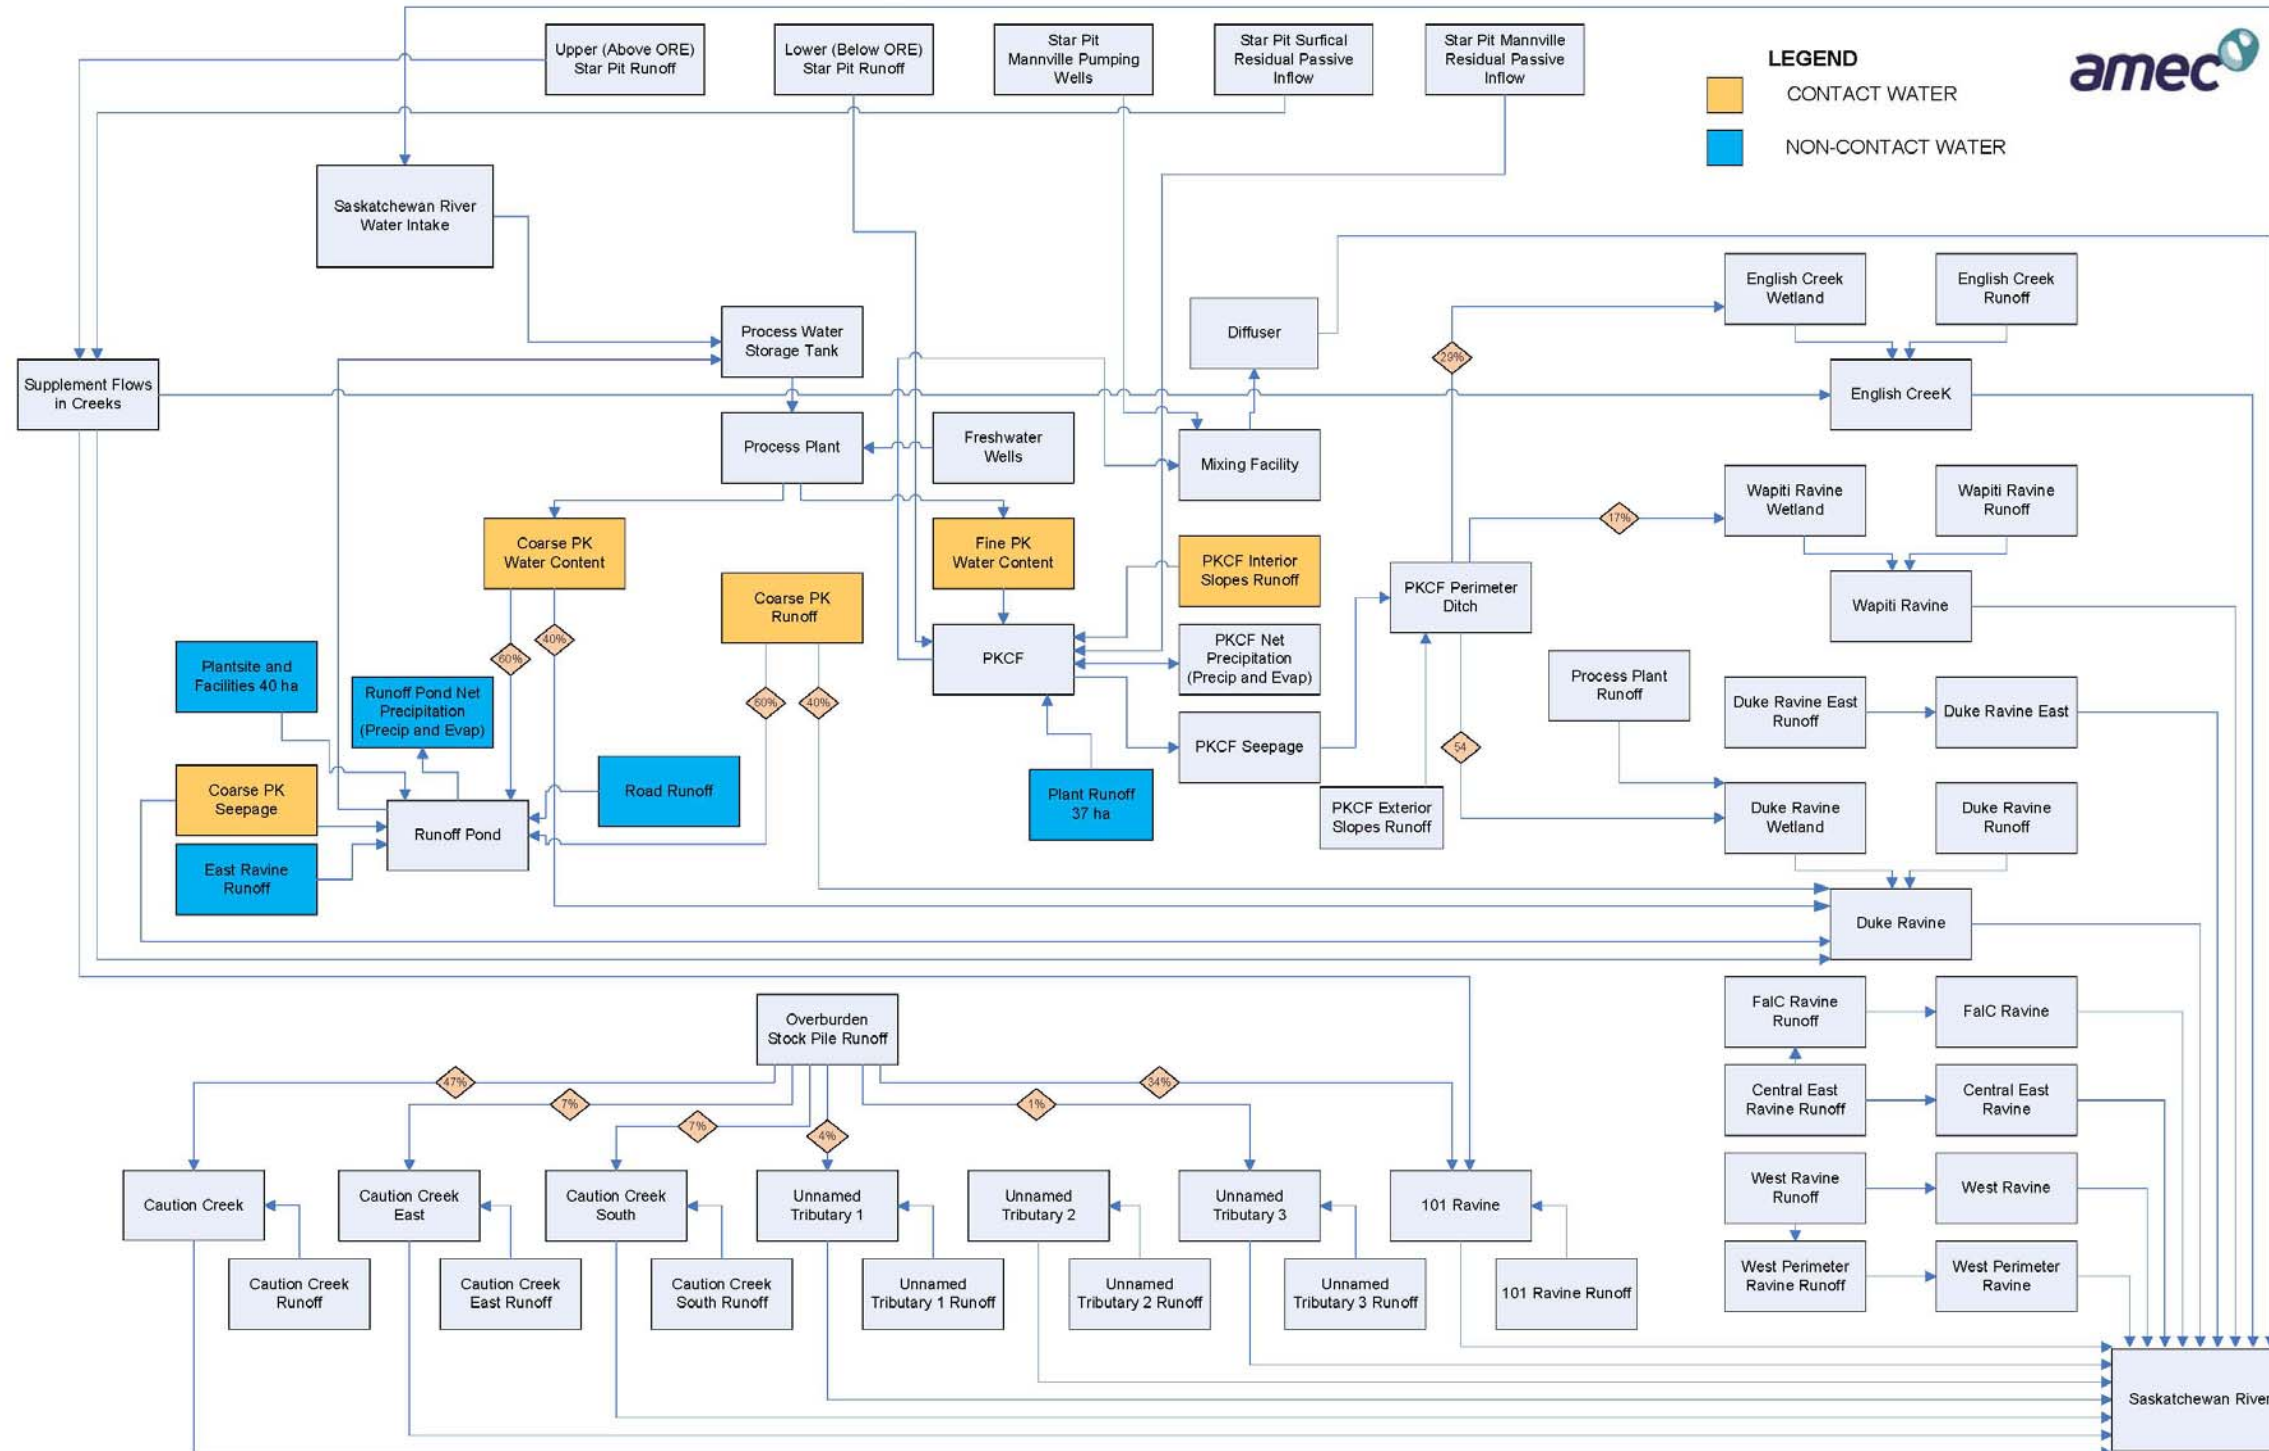 Upper (Above ORE)
Star Pit Runoff
Lower (Below ORE)
Star Pit Runoff
Star Pit
Mannville Pumping
Wells
Star Pit Surfical
Residual Passive
Inflow
Star Pit Mannville
Residual Passive
Inflow
LEGEND
CONTACT WATER
NON-CONTACT WATER
amec
Saskatchewan River
Water Intake
Process Water
Storage Tank
Diffuser
English Creek
Wetland
English Creek
Runoff
29%
Supplement Flows
in Creeks
English CreeK
Process Plant
Freshwater
Wells
Mixing Facility
Wapiti Ravine
Wetland
Wapiti Ravine
Runoff
17%
Coarse PK
Water Content
Fine PK
Water Content
PKCF Interior
Slopes Runoff
Coarse PK
Runoff
PKCF Perimeter
Ditch
Wapiti Ravine
60%
40%
PKCF
PKCF Net
Precipitation
(Precip and Evap)
Plantsite and
Facilities 40 ha
Runoff Pond Net
Precipitation
(Precip and Evap)
60%
40%
Process Plant
Runoff
Duke Ravine East
Runoff
Duke Ravine East
PKCF Seepage
54
Coarse PK
Seepage
Road Runoff
Plant Runoff
37 ha
PKCF Exterior
Slopes Runoff
Duke Ravine
Wetland
Duke Ravine
Runoff
Runoff Pond
East Ravine
Runoff
Duke Ravine
Overburden
Stock Pile Runoff
FalC Ravine
Runoff
FalC Ravine
47%
7%
7%
4%
1%
34%
Central East
Ravine Runoff
Central East
Ravine
Caution Creek
Caution Creek
East
Caution Creek
South
Unnamed
Tributary 1
Unnamed
Tributary 2
Unnamed
Tributary 3
101 Ravine
West Ravine
Runoff
West Ravine
Caution Creek
Runoff
Caution Creek
East Runoff
Caution Creek
South Runoff
Unnamed
Tributary 1 Runoff
Unnamed
Tributary 2 Runoff
Unnamed
Tributary 3 Runoff
101 Ravine Runoff
West Perimeter
Ravine Runoff
West Perimeter
Ravine
Saskatchewan River